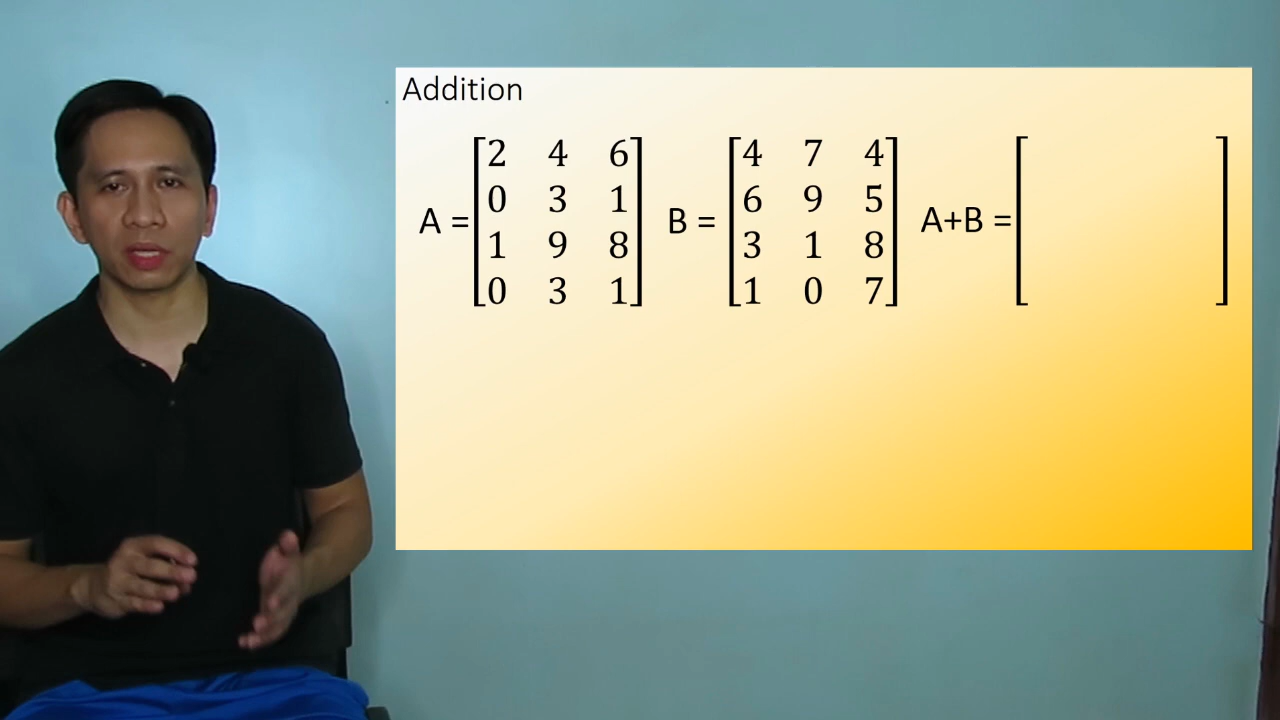 Addition
A = [2 4 6 B = [4 7 4 A+B = [ ]
0 3 1] 6 9 5]
1 9 8 3 1 8
0 3 1 1 0 7